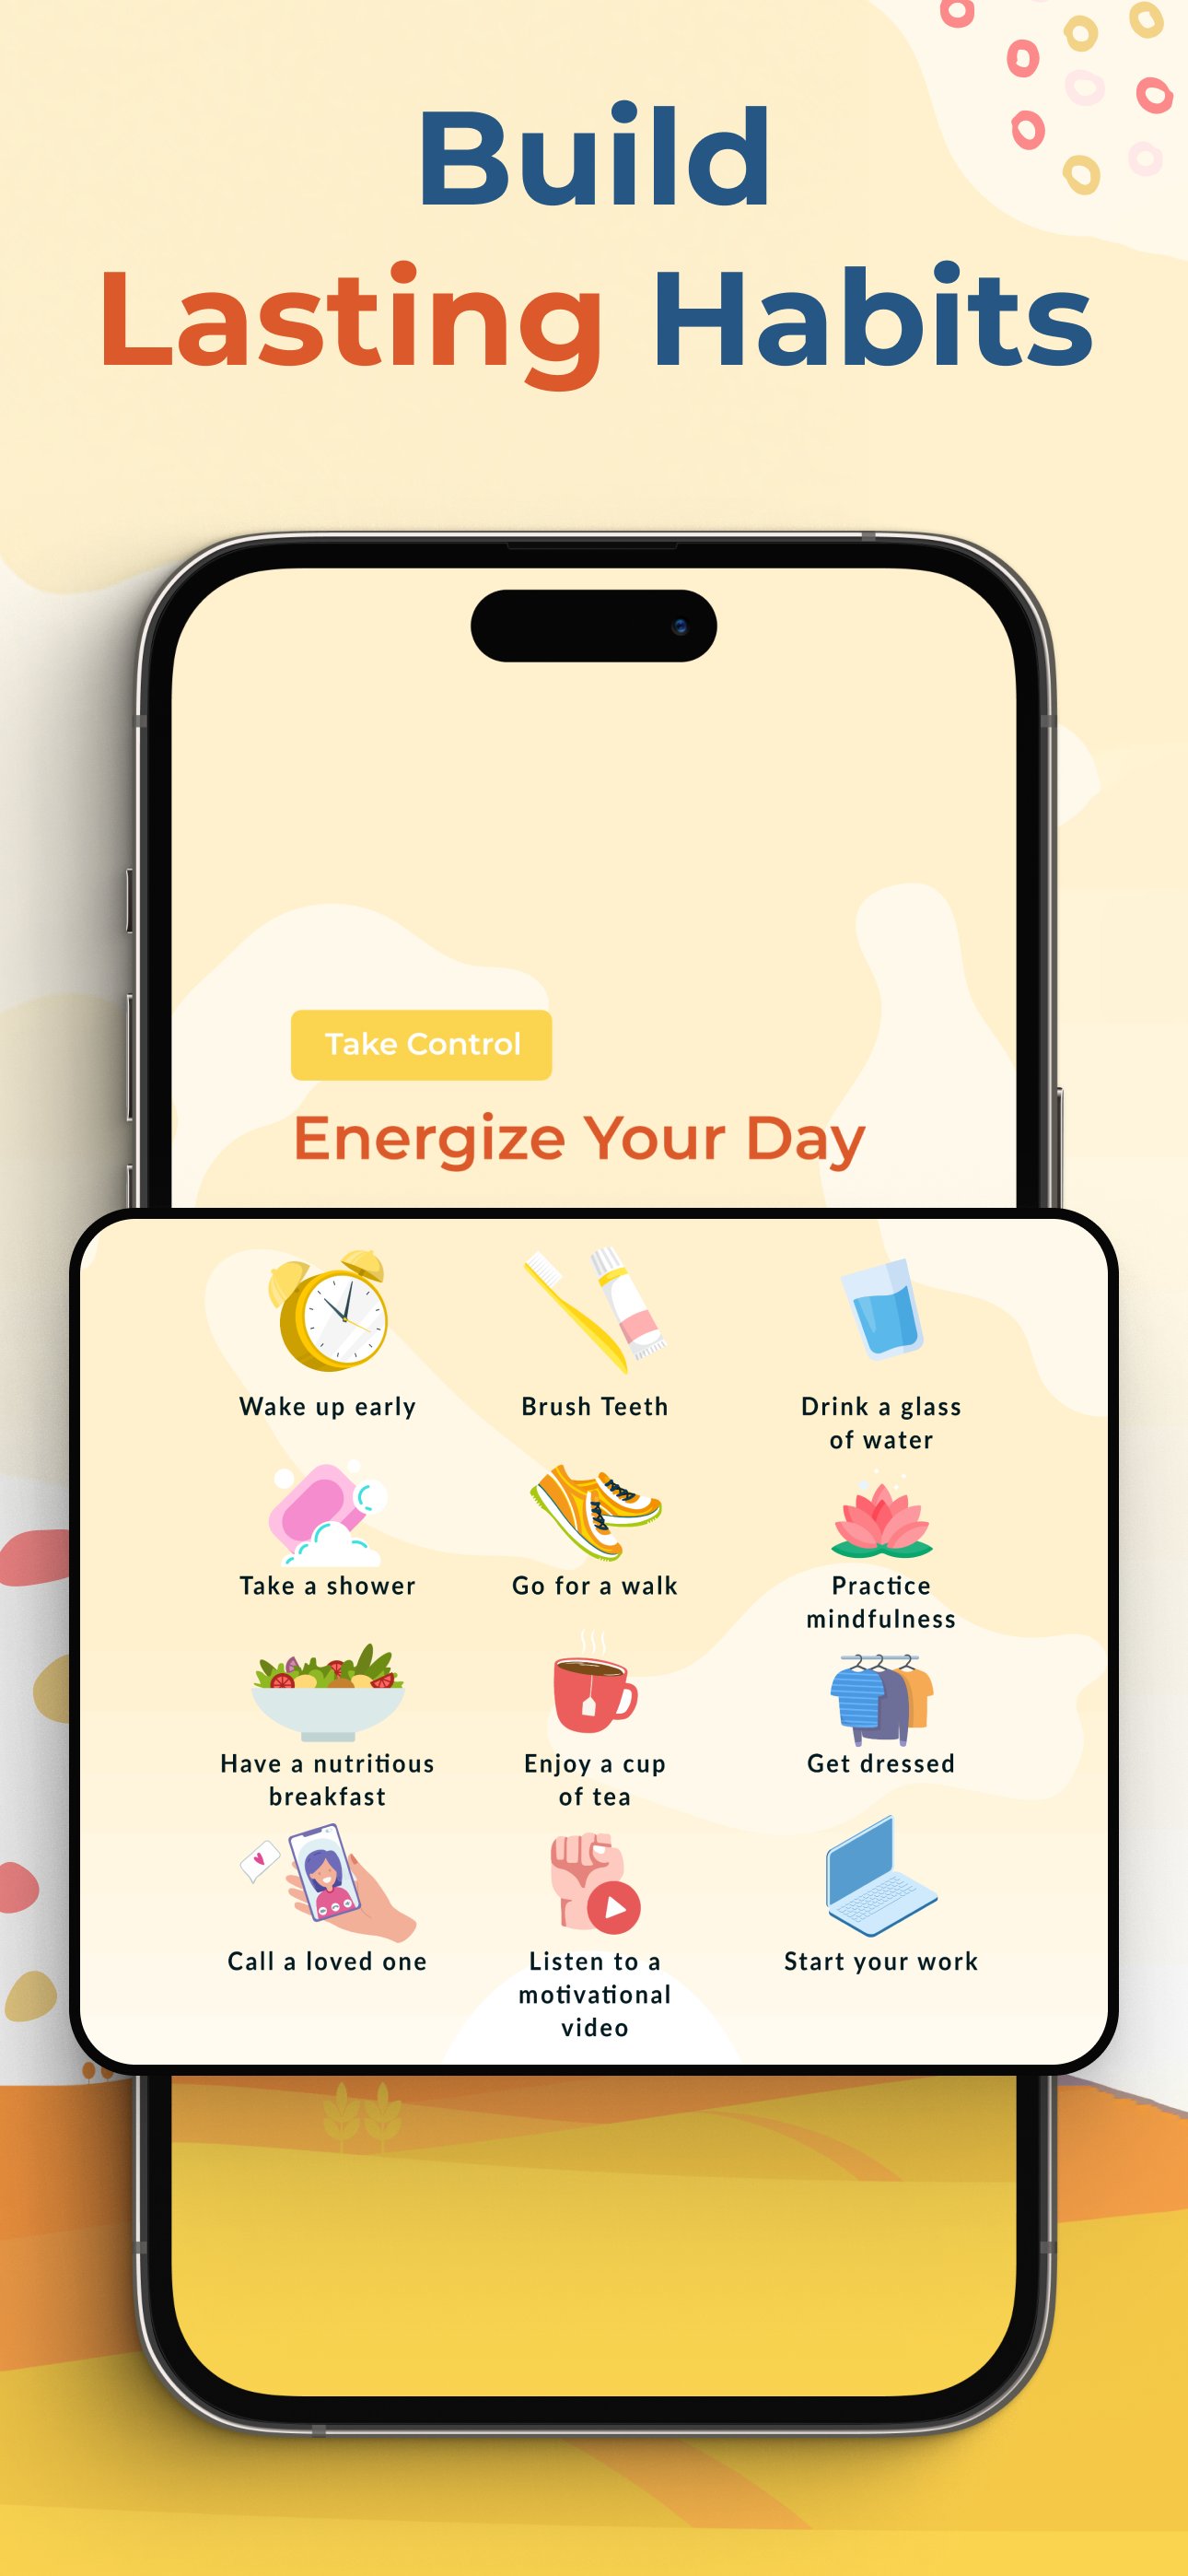 Build
Lasting Habits
Take Control
Energize Your Day
Wake up early
Brush Teeth
Drink a glass
of water
Take a shower
Go for a walk
Practice
mindfulness
Have a nutritious
breakfast
Enjoy a cup
of tea
Get dressed
Call a loved one
Listen to a
motivational
video
Start your work